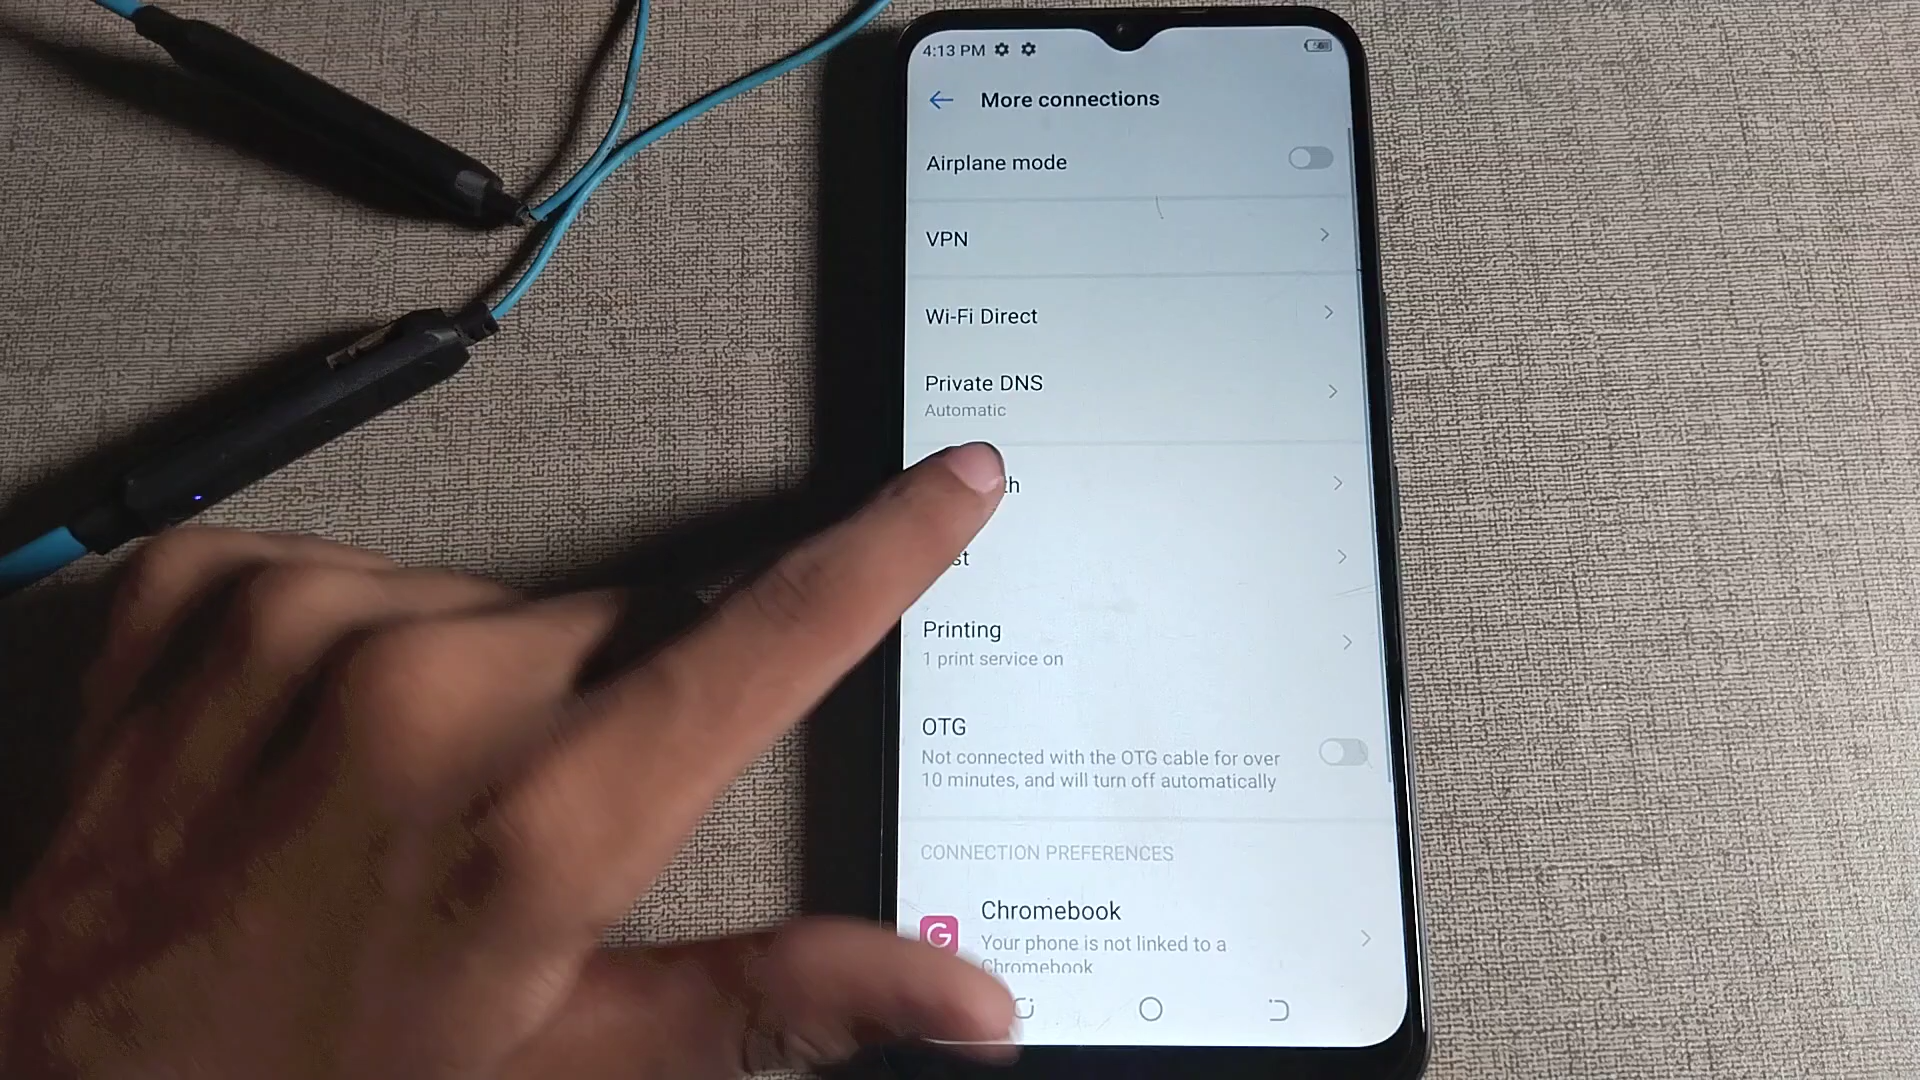 4:13 PM
More connections
Airplane mode
VPN
Wi-Fi Direct
Private DNS
Automatic
th
st
Printing
1 print service on
OTG
Not connected with the OTG cable for over
10 minutes, and will turn off automatically
CONNECTION PREFERENCES
Chromebook
Your phone is not linked to a
Chromebook